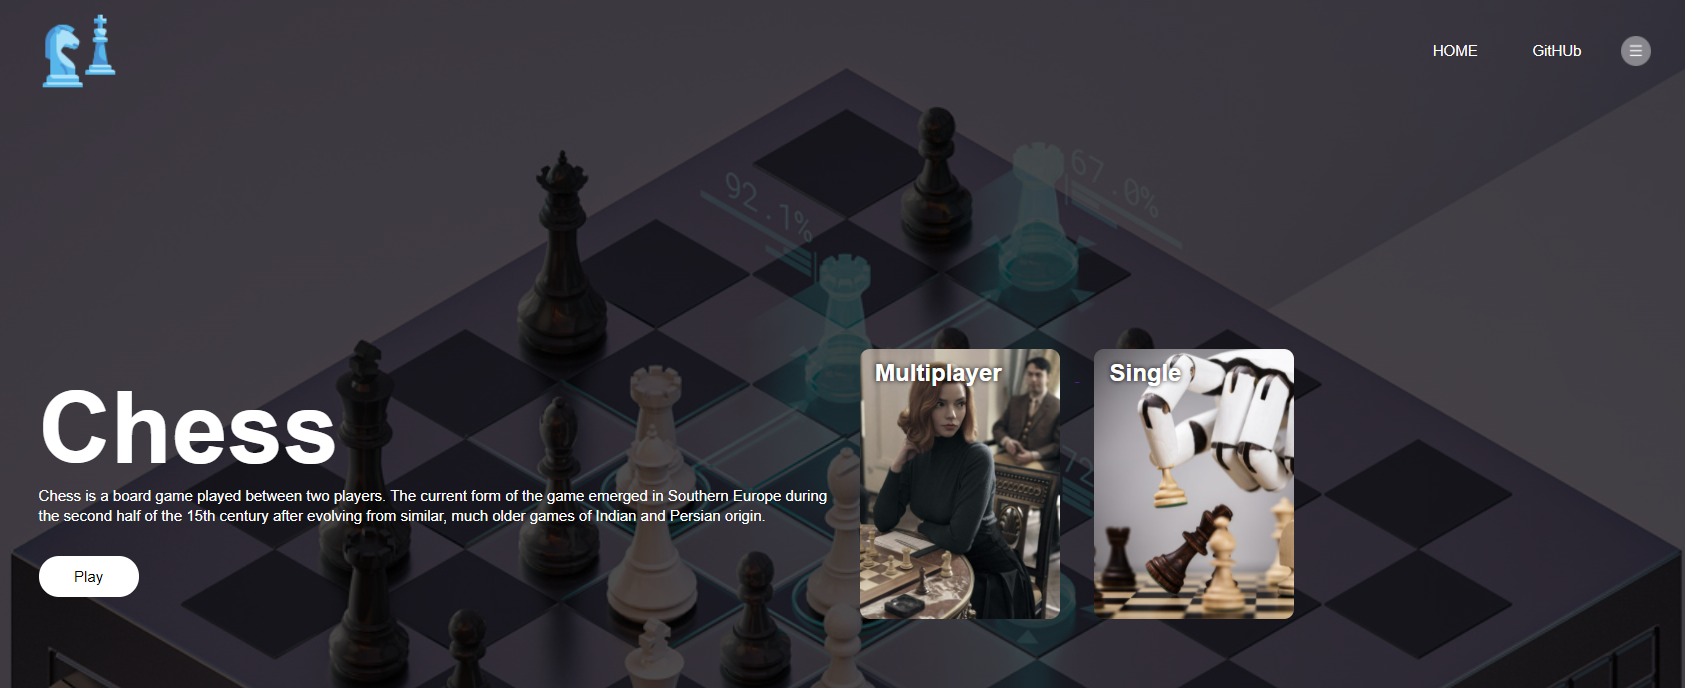 HOME
GitHUb
92.1%
67.0%
Multiplayer
Single
Chess
72
Chess is a board game played between two players. The current form of the game emerged in Southern Europe during
the second half of the 15th century after evolving from similar, much older games of Indian and Persian origin.
Play